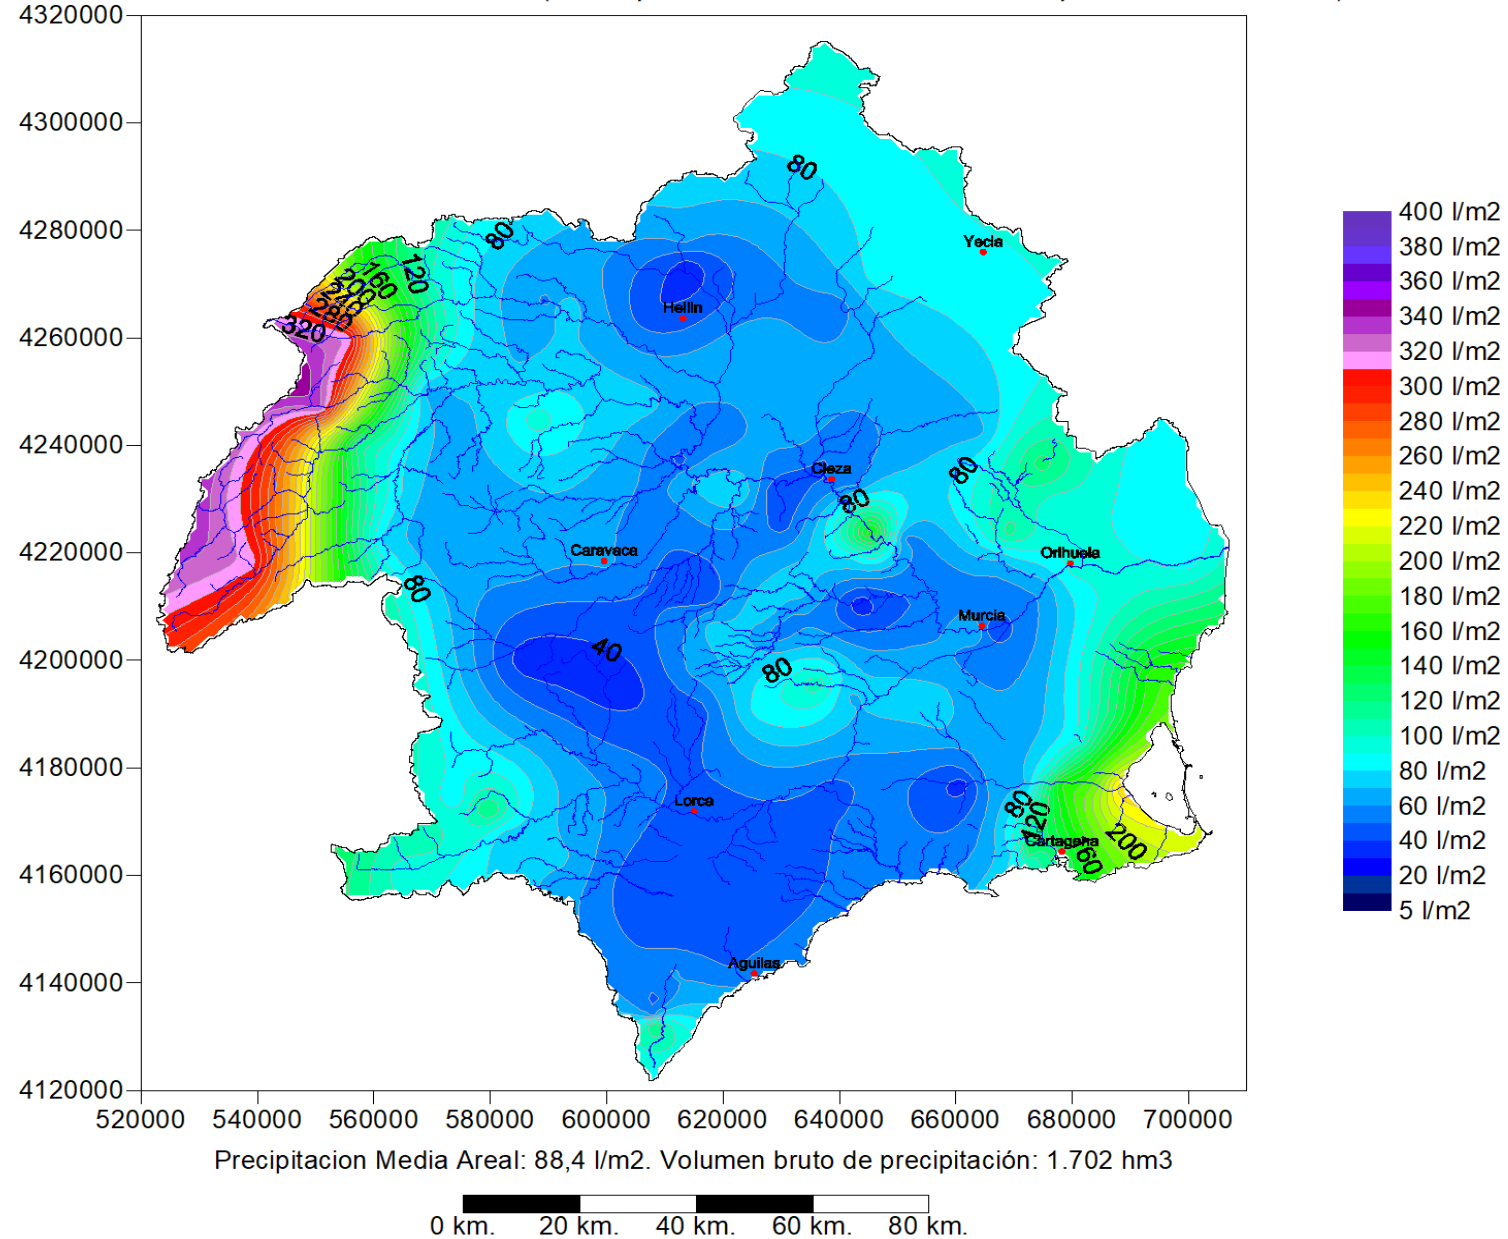 4320000
4300000
4280000
4260000
4240000
4220000
4200000
4180000
4160000
4140000
4120000
520000 540000 560000 580000 600000 620000 640000 660000 680000 700000
80
80
120
160
200
240
280
320
Yecla
Hellin
Cieza
80
80
Caravaca
Orihuela
80
Murcia
40
80
Lorca
80
120
Cartagena
160
200
Aguilas
400 l/m2
380 l/m2
360 l/m2
340 l/m2
320 l/m2
300 l/m2
280 l/m2
260 l/m2
240 l/m2
220 l/m2
200 l/m2
180 l/m2
160 l/m2
140 l/m2
120 l/m2
100 l/m2
80 l/m2
60 l/m2
40 l/m2
20 l/m2
5 l/m2
Precipitacion Media Areal: 88,4 l/m2. Volumen bruto de precipitación: 1.702 hm3
0 km. 20 km. 40 km. 60 km. 80 km.